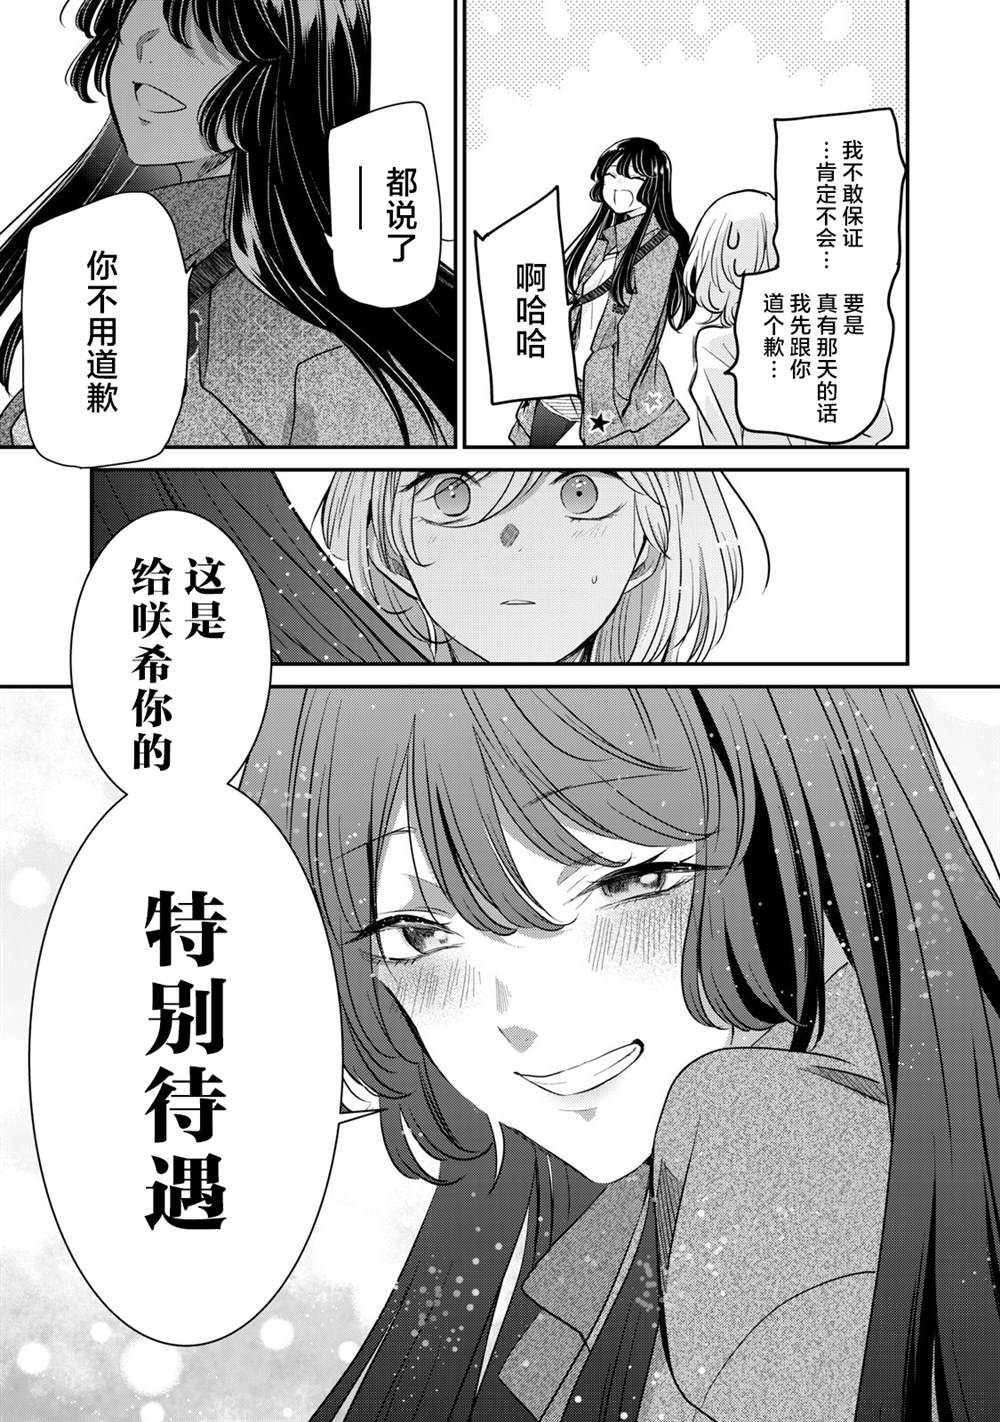 我不敢保证
…肯定不会…
要是
真有那天的话
我先跟你
道个歉…
啊哈哈
都说了
——
你不用道歉
这是
给咲希你的
特别待遇